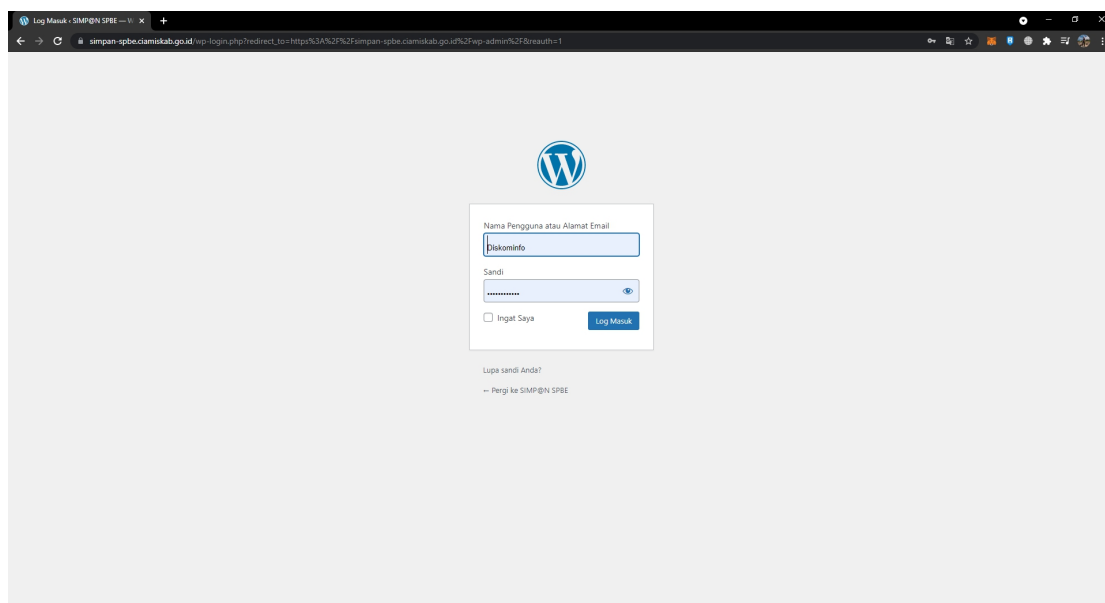 Log Masuk ‹ SIMP@N SPBE — W
simpan-spbe.ciamiskab.go.id/wp-login.php?redirect_to=https%3A%2F%2Fsimpan-spbe.ciamiskab.go.id%2Fwp-admin%2F&reauth=1
Nama Pengguna atau Alamat Email
Diskominfo
Sandi
••••••••••••
Ingat Saya
Log Masuk
Lupa sandi Anda?
← Pergi ke SIMP@N SPBE